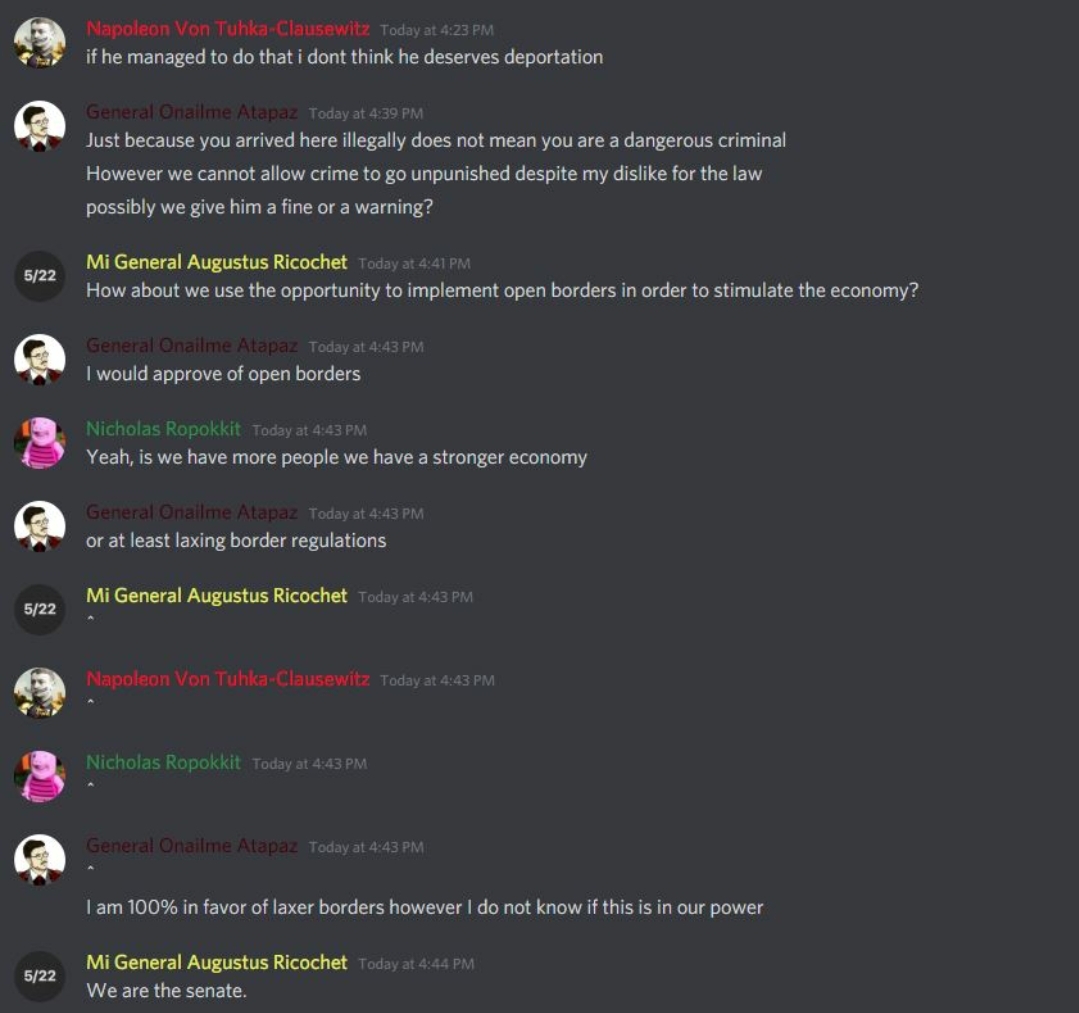 Napoleon Von Tuhka-Clausewitz Today at 4:23 PM
if he managed to do that i dont think he deserves deportation
General Onailme Atapaz Today at 4:39 PM
Just because you arrived here illegally does not mean you are a dangerous criminal
However we cannot allow crime to go unpunished despite my dislike for the law
possibly we give him a fine or a warning?
5/22
Mi General Augustus Ricochet Today at 4:41 PM
How about we use the opportunity to implement open borders in order to stimulate the economy?
General Onailme Atapaz Today at 4:43 PM
I would approve of open borders
Nicholas Ropokkit Today at 4:43 PM
Yeah, is we have more people we have a stronger economy
General Onailme Atapaz Today at 4:43 PM
or at least laxing border regulations
5/22
Mi General Augustus Ricochet Today at 4:43 PM
^
Napoleon Von Tuhka-Clausewitz Today at 4:43 PM
^
Nicholas Ropokkit Today at 4:43 PM
^
General Onailme Atapaz Today at 4:43 PM
^
I am 100% in favor of laxer borders however I do not know if this is in our power
5/22
Mi General Augustus Ricochet Today at 4:44 PM
We are the senate.